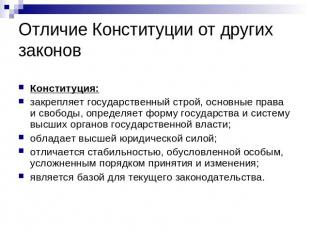 Отличие Конституции от других
законов
Конституция:
закрепляет государственный строй, основные права
и свободы, определяет форму государства и систему
высших органов государственной власти;
обладает высшей юридической силой;
отличается стабильностью, обусловленной особым,
усложненным порядком принятия и изменения;
является базой для текущего законодательства.